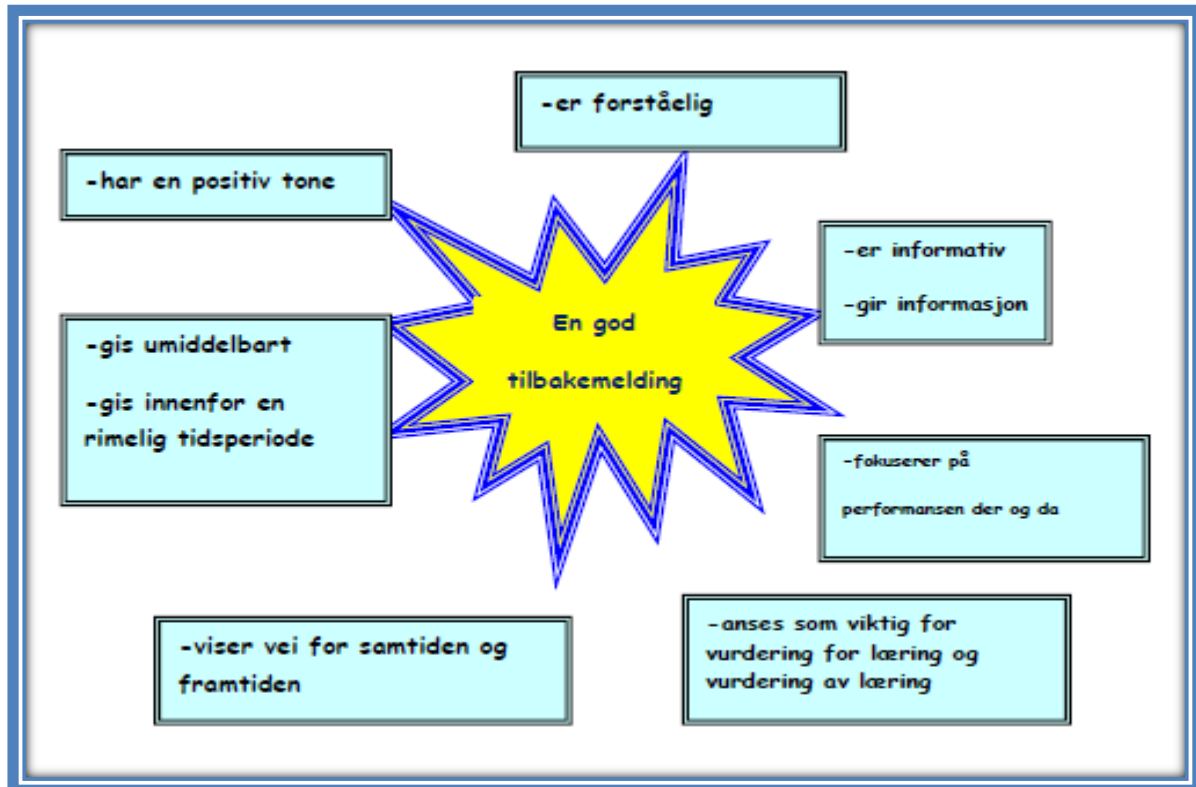 -er forståelig
-har en positiv tone
-er informativ
-gir informasjon
En god
tilbakemelding
-gis umiddelbart
-gis innenfor en
rimelig tidsperiode
-fokuserer på
performansen der og da
-anses som viktig for
vurdering for læring og
vurdering av læring
-viser vei for samtiden og
framtiden